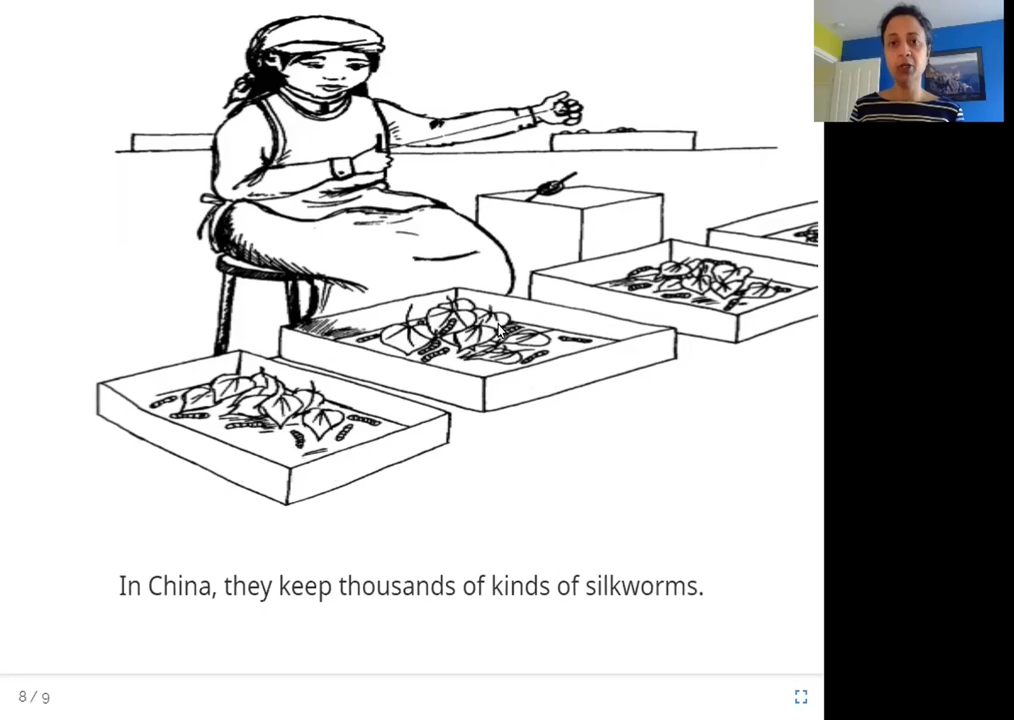 In China, they keep thousands of kinds of silkworms.
8 / 9